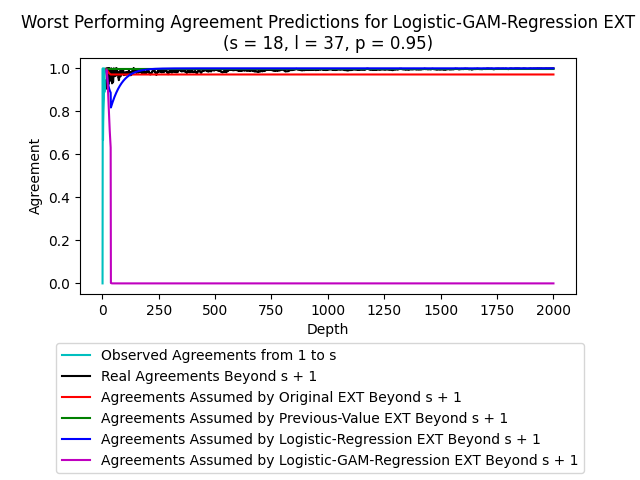 Worst Performing Agreement Predictions for Logistic-GAM-Regression EXT
(s = 18, l = 37, p = 0.95)
1.0
0.8
0.6
0.4
0.2
0.0
Agreement
0 250 500 750 1000 1250 1500 1750 2000
Depth
Observed Agreements from 1 to s
Real Agreements Beyond s + 1
Agreements Assumed by Original EXT Beyond s + 1
Agreements Assumed by Previous-Value EXT Beyond s + 1
Agreements Assumed by Logistic-Regression EXT Beyond s + 1
Agreements Assumed by Logistic-GAM-Regression EXT Beyond s + 1